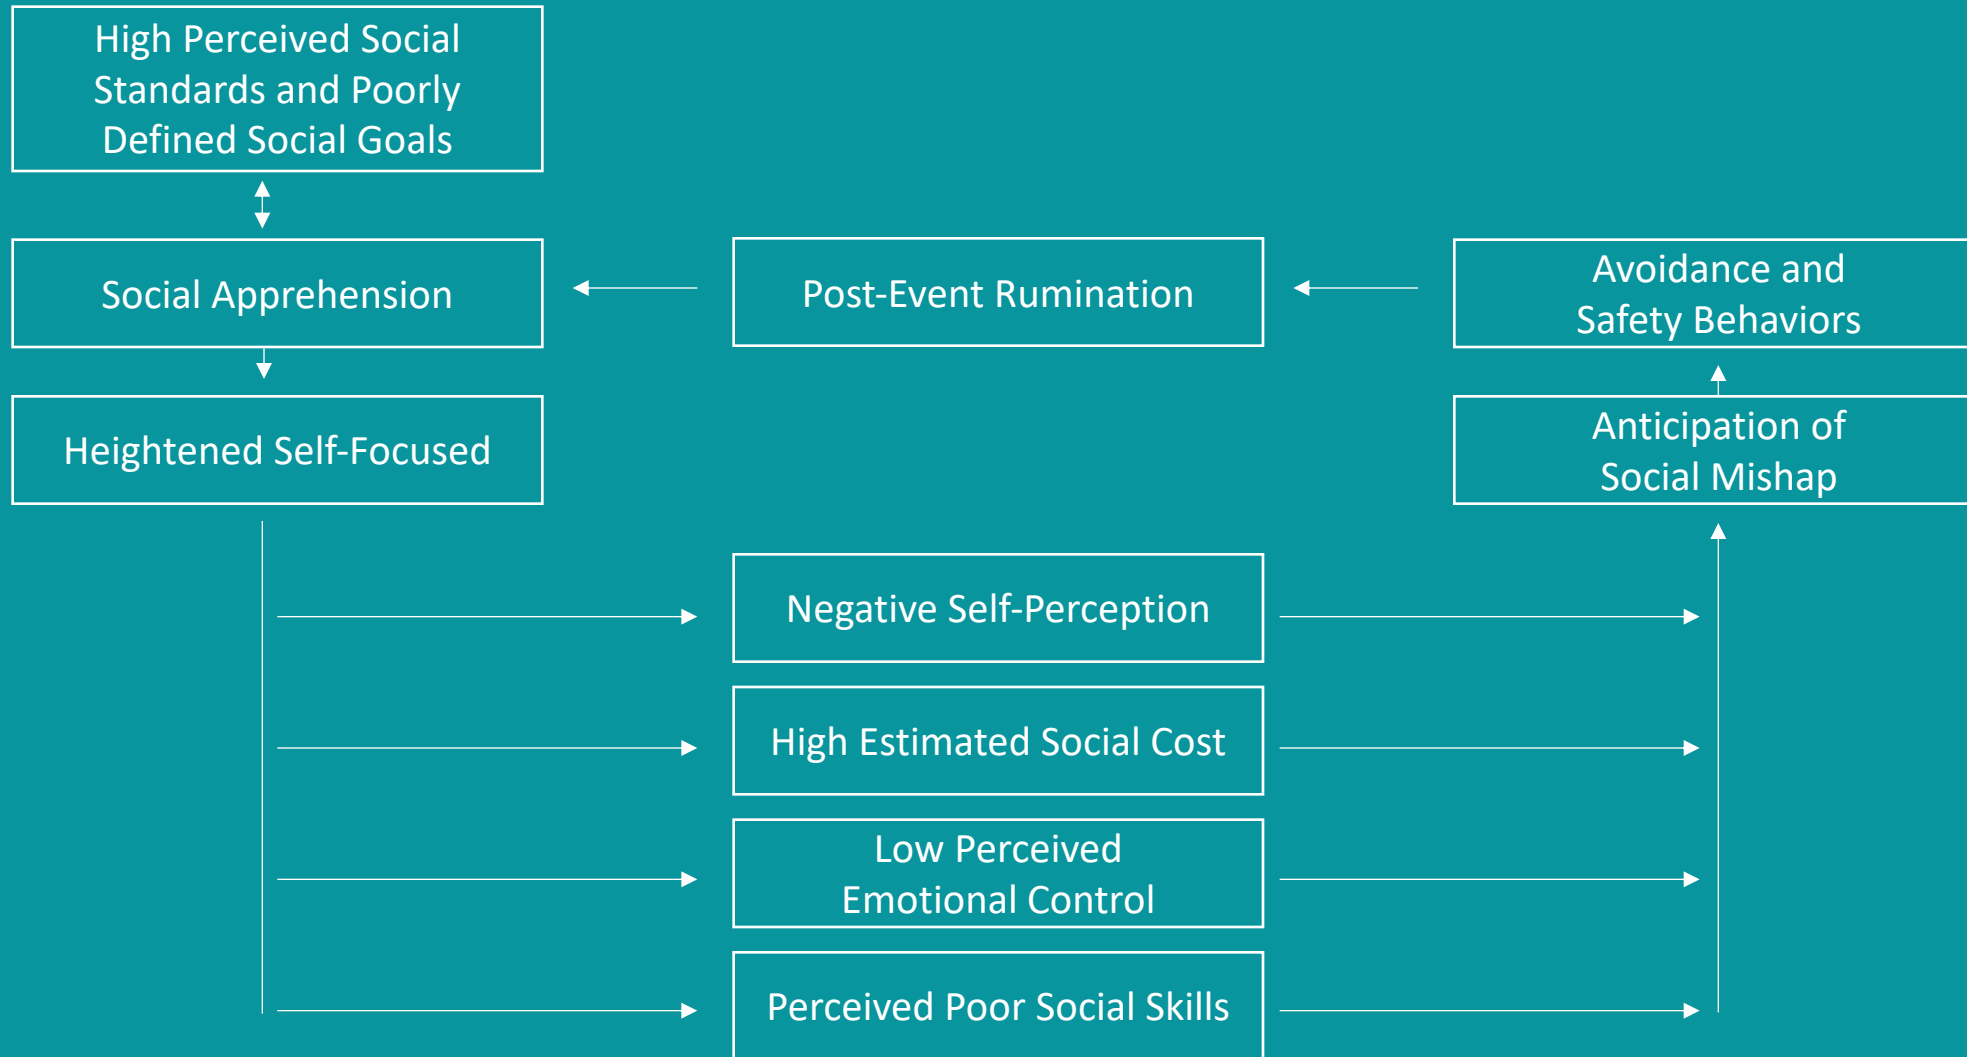 High Perceived Social
Standards and Poorly
Defined Social Goals
Social Apprehension
Post-Event Rumination
Avoidance and
Safety Behaviors
Heightened Self-Focused
Anticipation of
Social Mishap
Negative Self-Perception
High Estimated Social Cost
Low Perceived
Emotional Control
Perceived Poor Social Skills